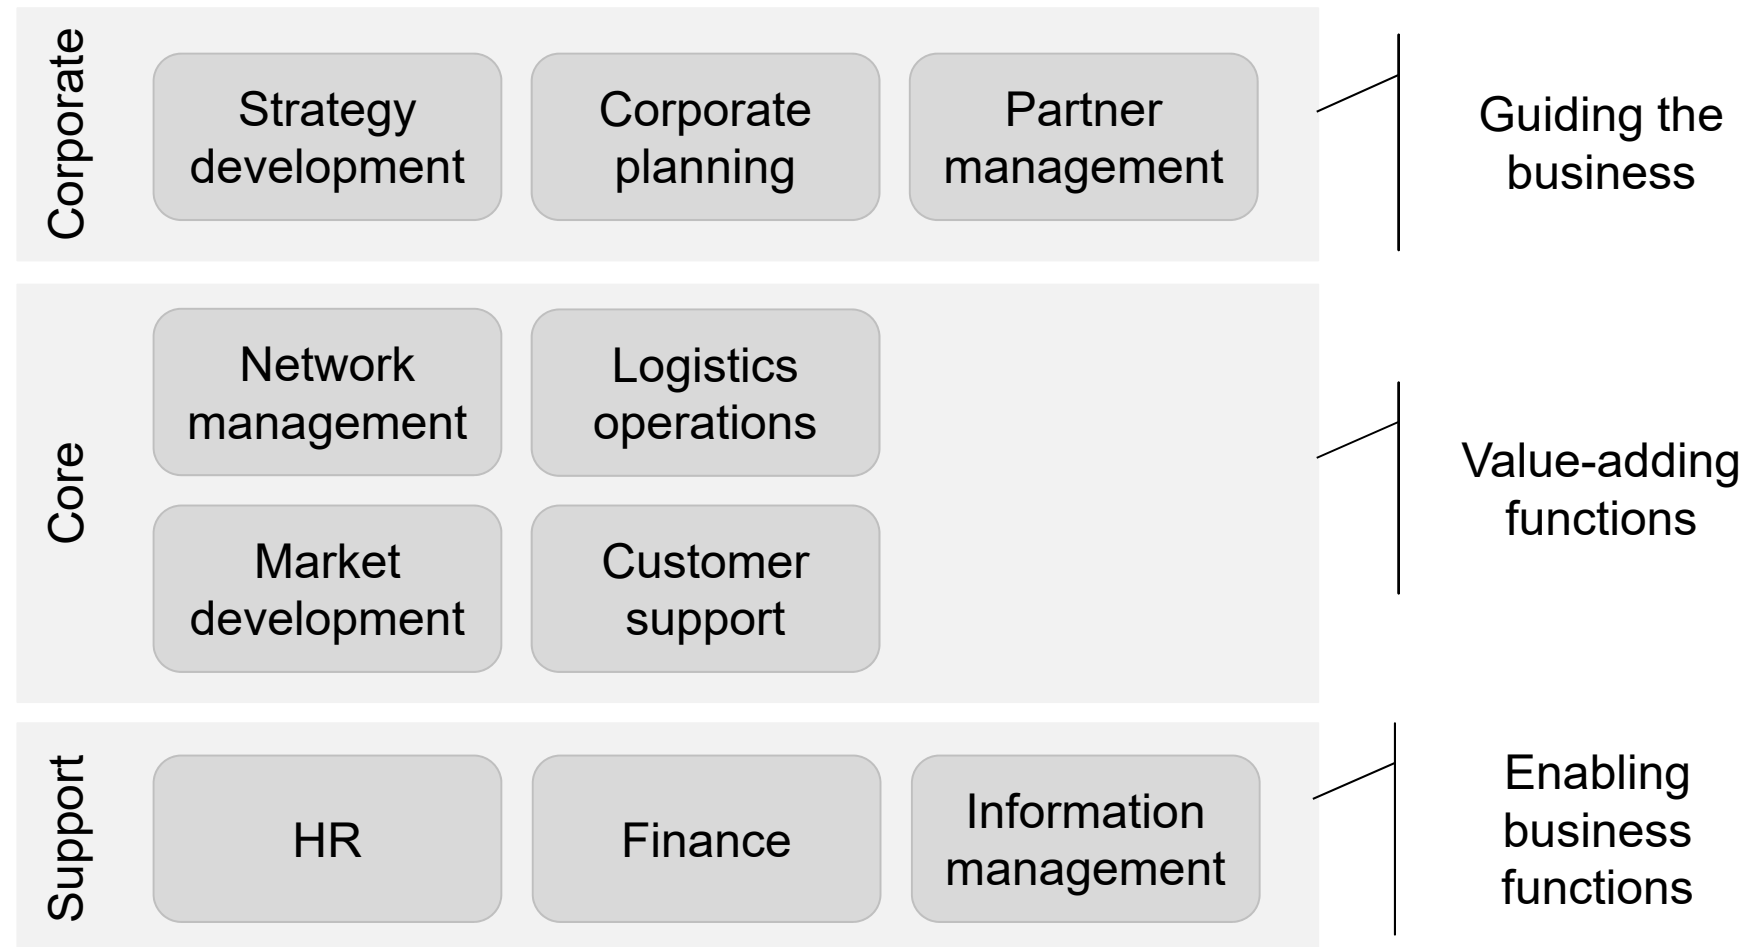 Corporate
Strategy
development
Corporate
planning
Partner
management
Guiding the
business
Core
Network
management
Logistics
operations
Market
development
Customer
support
Value-adding
functions
Support
HR
Finance
Information
management
Enabling
business
functions